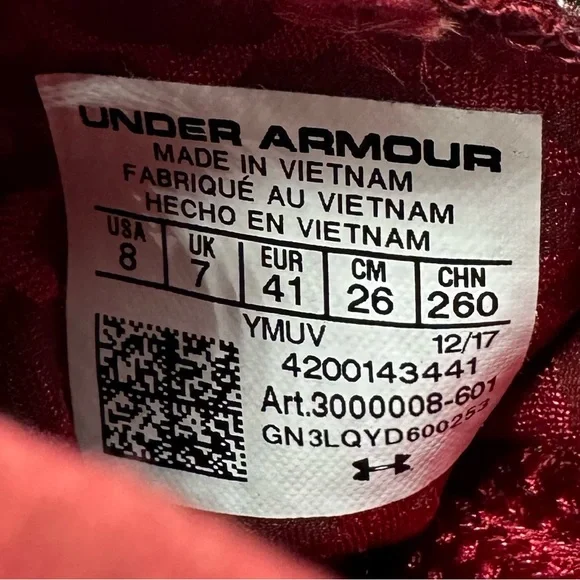 UNDER ARMOUR
MADE IN VIETNAM
FABRIQUÉ AU VIETNAM
HECHO EN VIETNAM
USA UK EUR CM CHN
8 7 41 26 260
YMUV 12/17
4200143441
Art.3000008-601
GN3LQYD600253